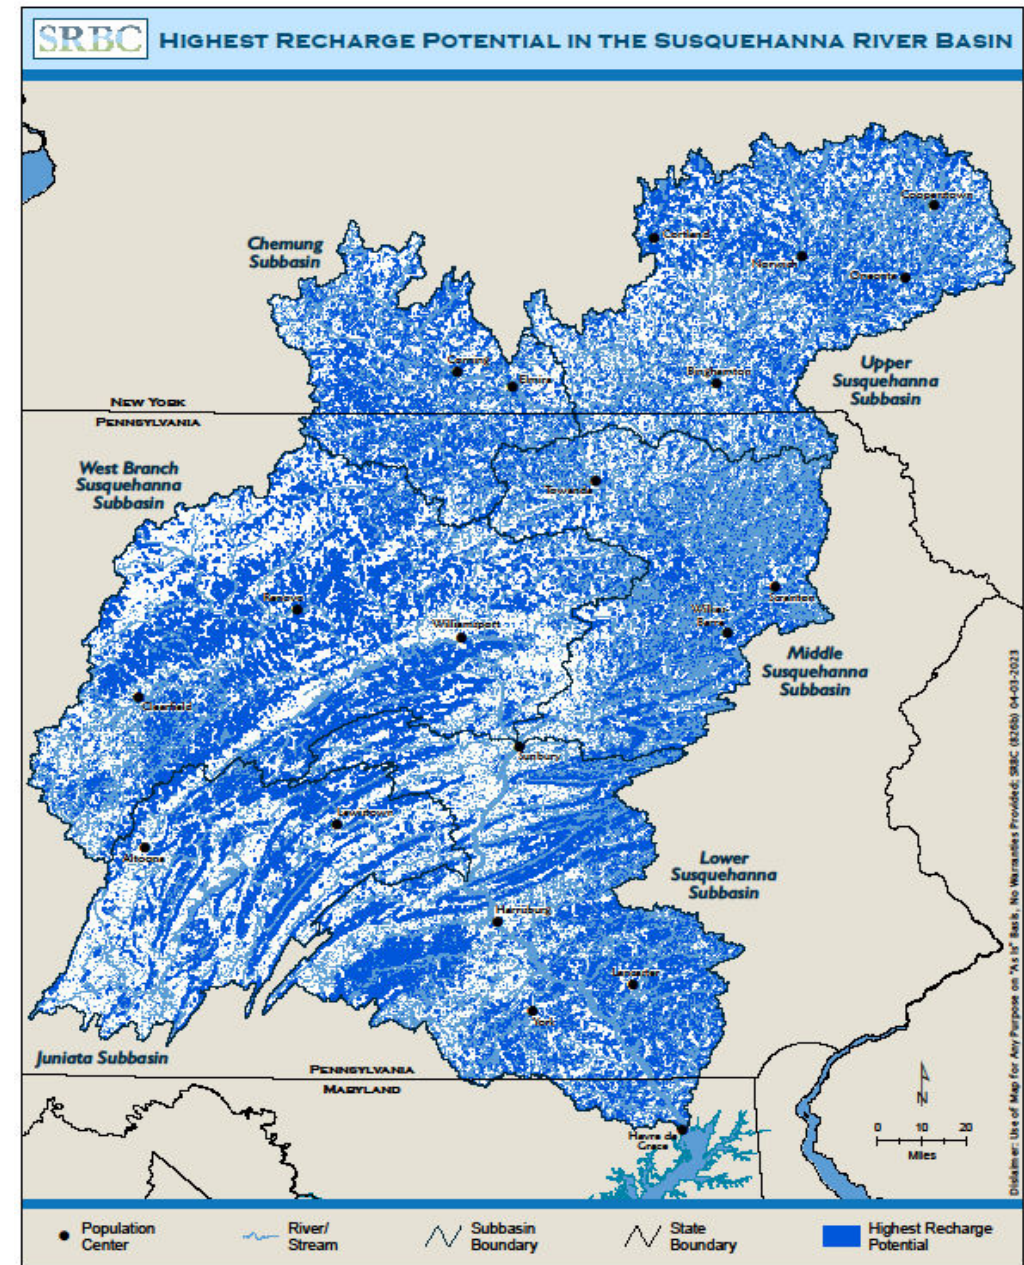 SRBC
HIGHEST RECHARGE POTENTIAL IN THE SUSQUEHANNA RIVER BASIN
Cooperstown
Cortland
Norwich
Oneonta
Chemung
Subbasin
Corning
Elmira
Binghamton
Upper
Susquehanna
Subbasin
NEW YORK
PENNSYLVANIA
West Branch
Susquehanna
Subbasin
Towanda
Scranton
Renovo
Wilkes-
Barre
Williamsport
Middle
Susquehanna
Subbasin
Clearfield
Sunbury
Lewistown
Altoona
Lower
Susquehanna
Subbasin
Harrisburg
Lancaster
York
Juniata Subbasin
PENNSYLVANIA
MARYLAND
Havre de
Grace
N
0 10 20
Miles
Disclaimer: Use of Map for Any Purpose on "As Is" Basis, No Warranties Provided; SRBC (826b) 04-03-2023
Population
Center
River/
Stream
Subbasin
Boundary
State
Boundary
Highest Recharge
Potential